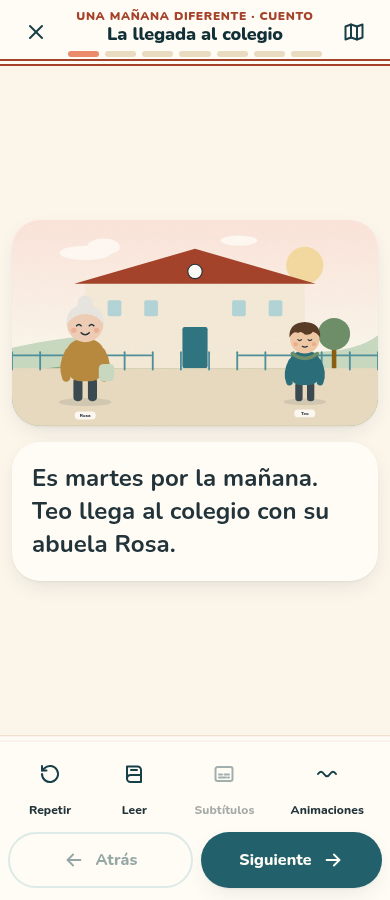 UNA MAÑANA DIFERENTE · CUENTO
La llegada al colegio
Rosa
Teo
Es martes por la mañana.
Teo llega al colegio con su
abuela Rosa.
Repetir
Leer
Subtítulos
Animaciones
Atrás
Siguiente